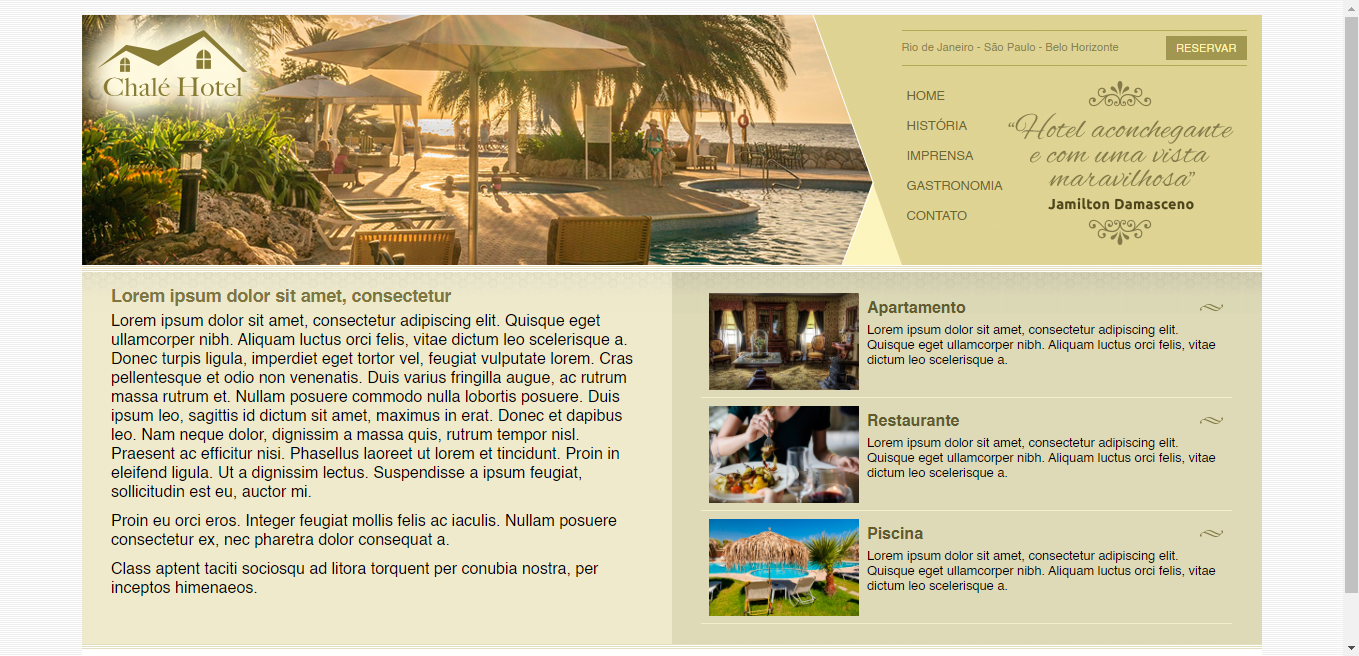 Chalé Hotel
Rio de Janeiro - São Paulo - Belo Horizonte
RESERVAR
HOME
HISTÓRIA
IMPRENSA
GASTRONOMIA
CONTATO
“Hotel aconchegante
e com uma vista
maravilhosa”
Jamilton Damasceno
Lorem ipsum dolor sit amet, consectetur
Lorem ipsum dolor sit amet, consectetur adipiscing elit. Quisque eget
ullamcorper nibh. Aliquam luctus orci felis, vitae dictum leo scelerisque a.
Donec turpis ligula, imperdiet eget tortor vel, feugiat vulputate lorem. Cras
pellentesque et odio non venenatis. Duis varius fringilla augue, ac rutrum
massa rutrum et. Nullam posuere commodo nulla lobortis posuere. Duis
ipsum leo, sagittis id dictum sit amet, maximus in erat. Donec et dapibus
leo. Nam neque dolor, dignissim a massa quis, rutrum tempor nisl.
Praesent ac efficitur nisi. Phasellus laoreet ut lorem et tincidunt. Proin in
eleifend ligula. Ut a dignissim lectus. Suspendisse a ipsum feugiat,
sollicitudin est eu, auctor mi.
Proin eu orci eros. Integer feugiat mollis felis ac iaculis. Nullam posuere
consectetur ex, nec pharetra dolor consequat a.
Class aptent taciti sociosqu ad litora torquent per conubia nostra, per
inceptos himenaeos.
Apartamento
Lorem ipsum dolor sit amet, consectetur adipiscing elit.
Quisque eget ullamcorper nibh. Aliquam luctus orci felis, vitae
dictum leo scelerisque a.
Restaurante
Lorem ipsum dolor sit amet, consectetur adipiscing elit.
Quisque eget ullamcorper nibh. Aliquam luctus orci felis, vitae
dictum leo scelerisque a.
Piscina
Lorem ipsum dolor sit amet, consectetur adipiscing elit.
Quisque eget ullamcorper nibh. Aliquam luctus orci felis, vitae
dictum leo scelerisque a.